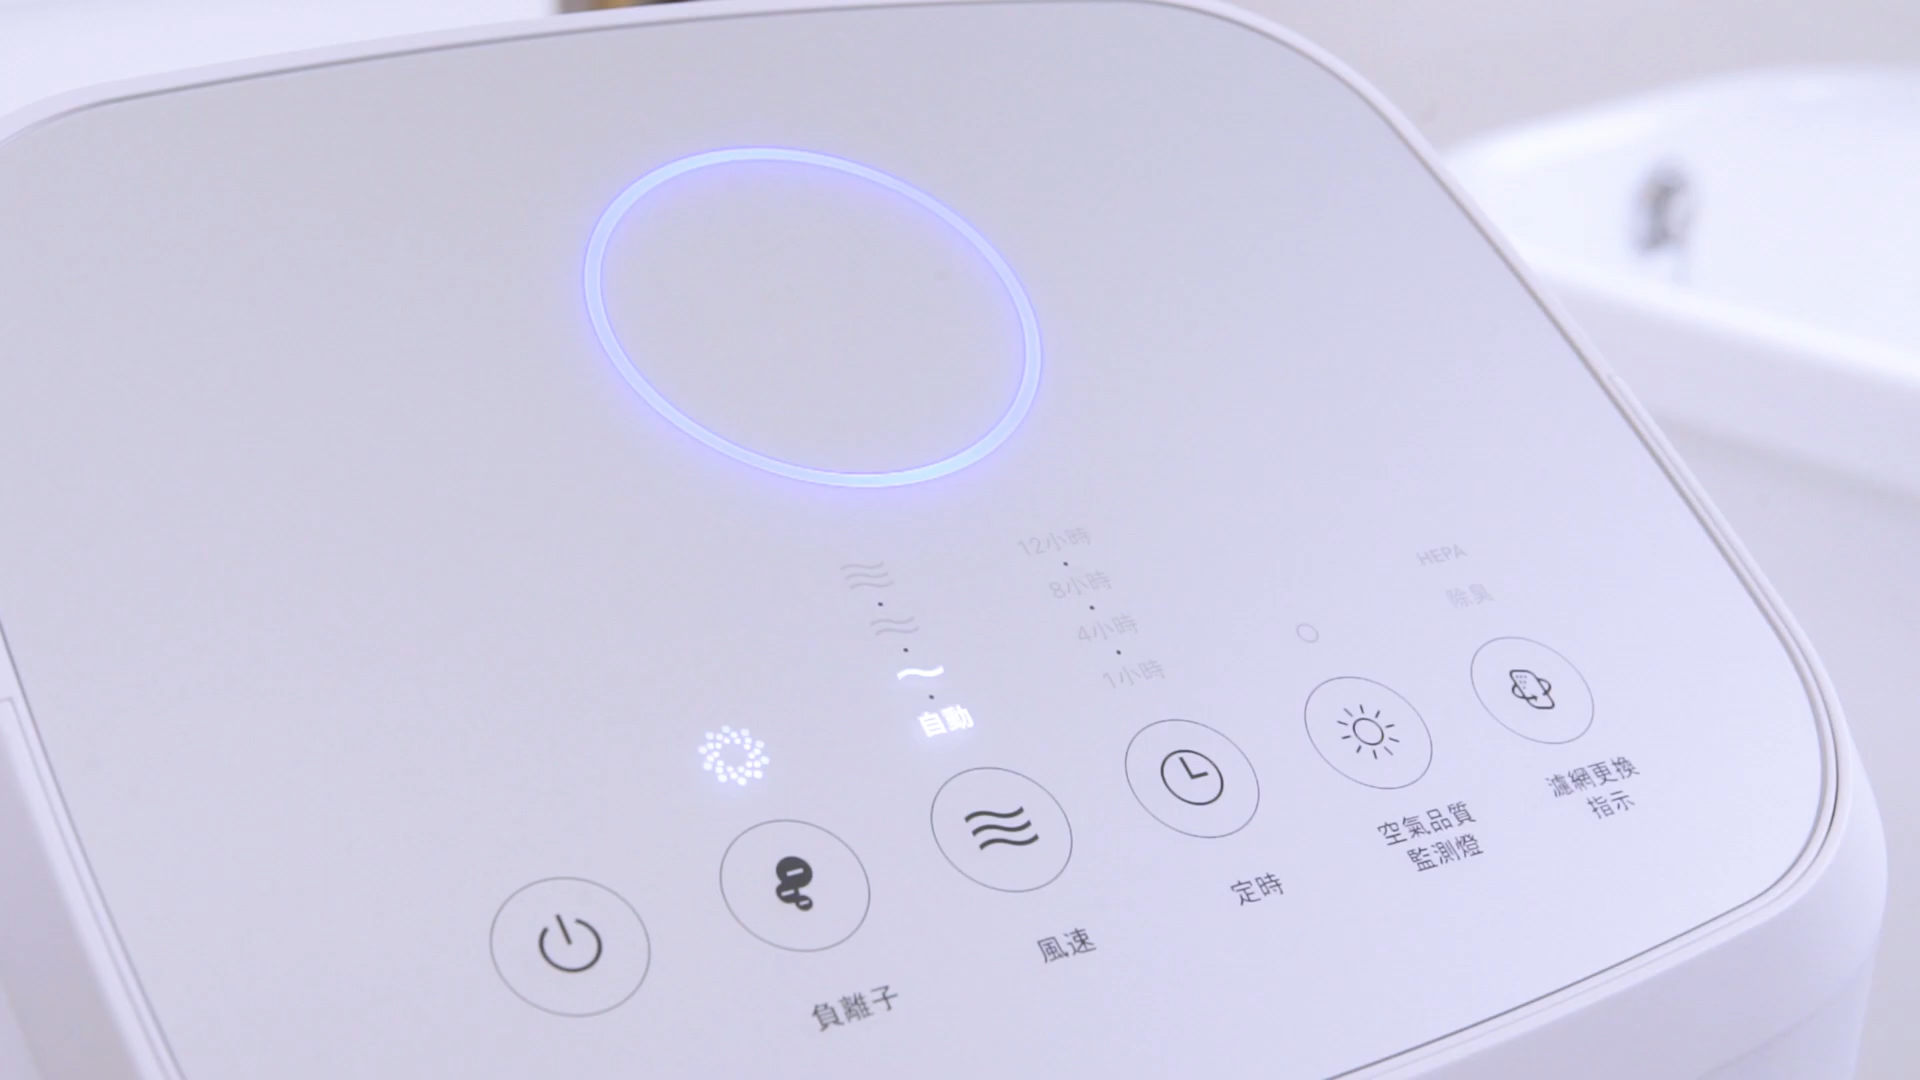 12小時
8小時
4小時
1小時
自動
HEPA
除臭
負離子
風速
定時
空氣品質
監測燈
濾網更換
指示